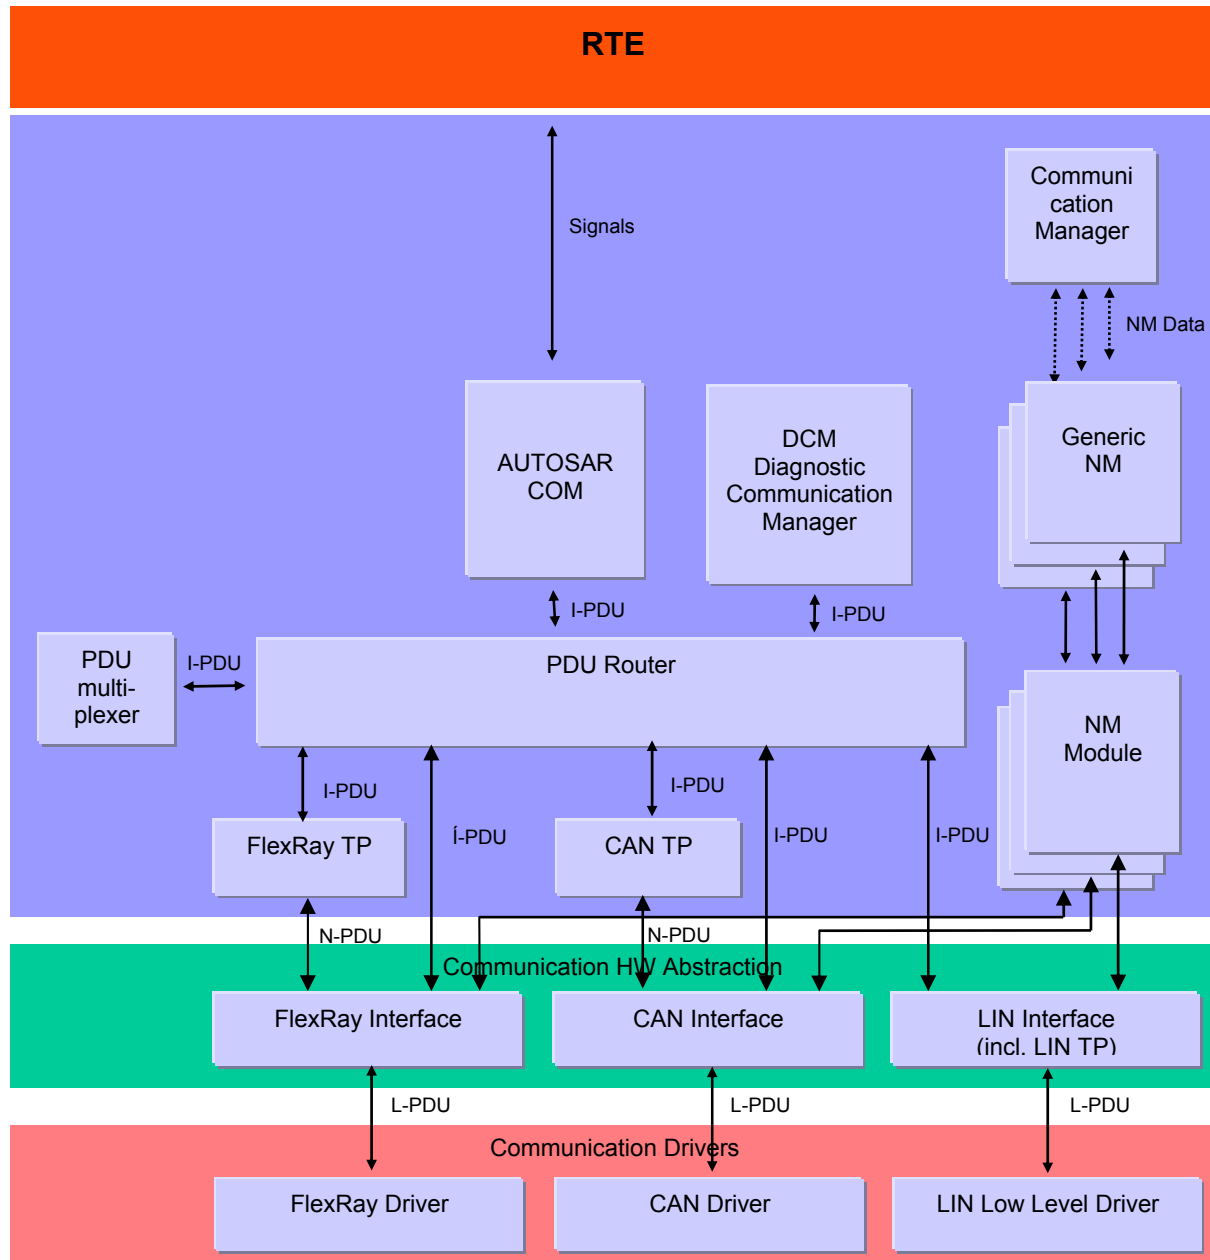 RTE
Signals
Communi
cation
Manager
NM Data
AUTOSAR
COM
DCM
Diagnostic
Communication
Manager
Generic
NM
I-PDU
I-PDU
PDU
multi-
plexer
I-PDU
PDU Router
NM
Module
I-PDU
I-PDU
FlexRay TP
Í-PDU
CAN TP
I-PDU
I-PDU
N-PDU
N-PDU
Communication HW Abstraction
FlexRay Interface
CAN Interface
LIN Interface
(incl. LIN TP)
L-PDU
L-PDU
L-PDU
Communication Drivers
FlexRay Driver
CAN Driver
LIN Low Level Driver